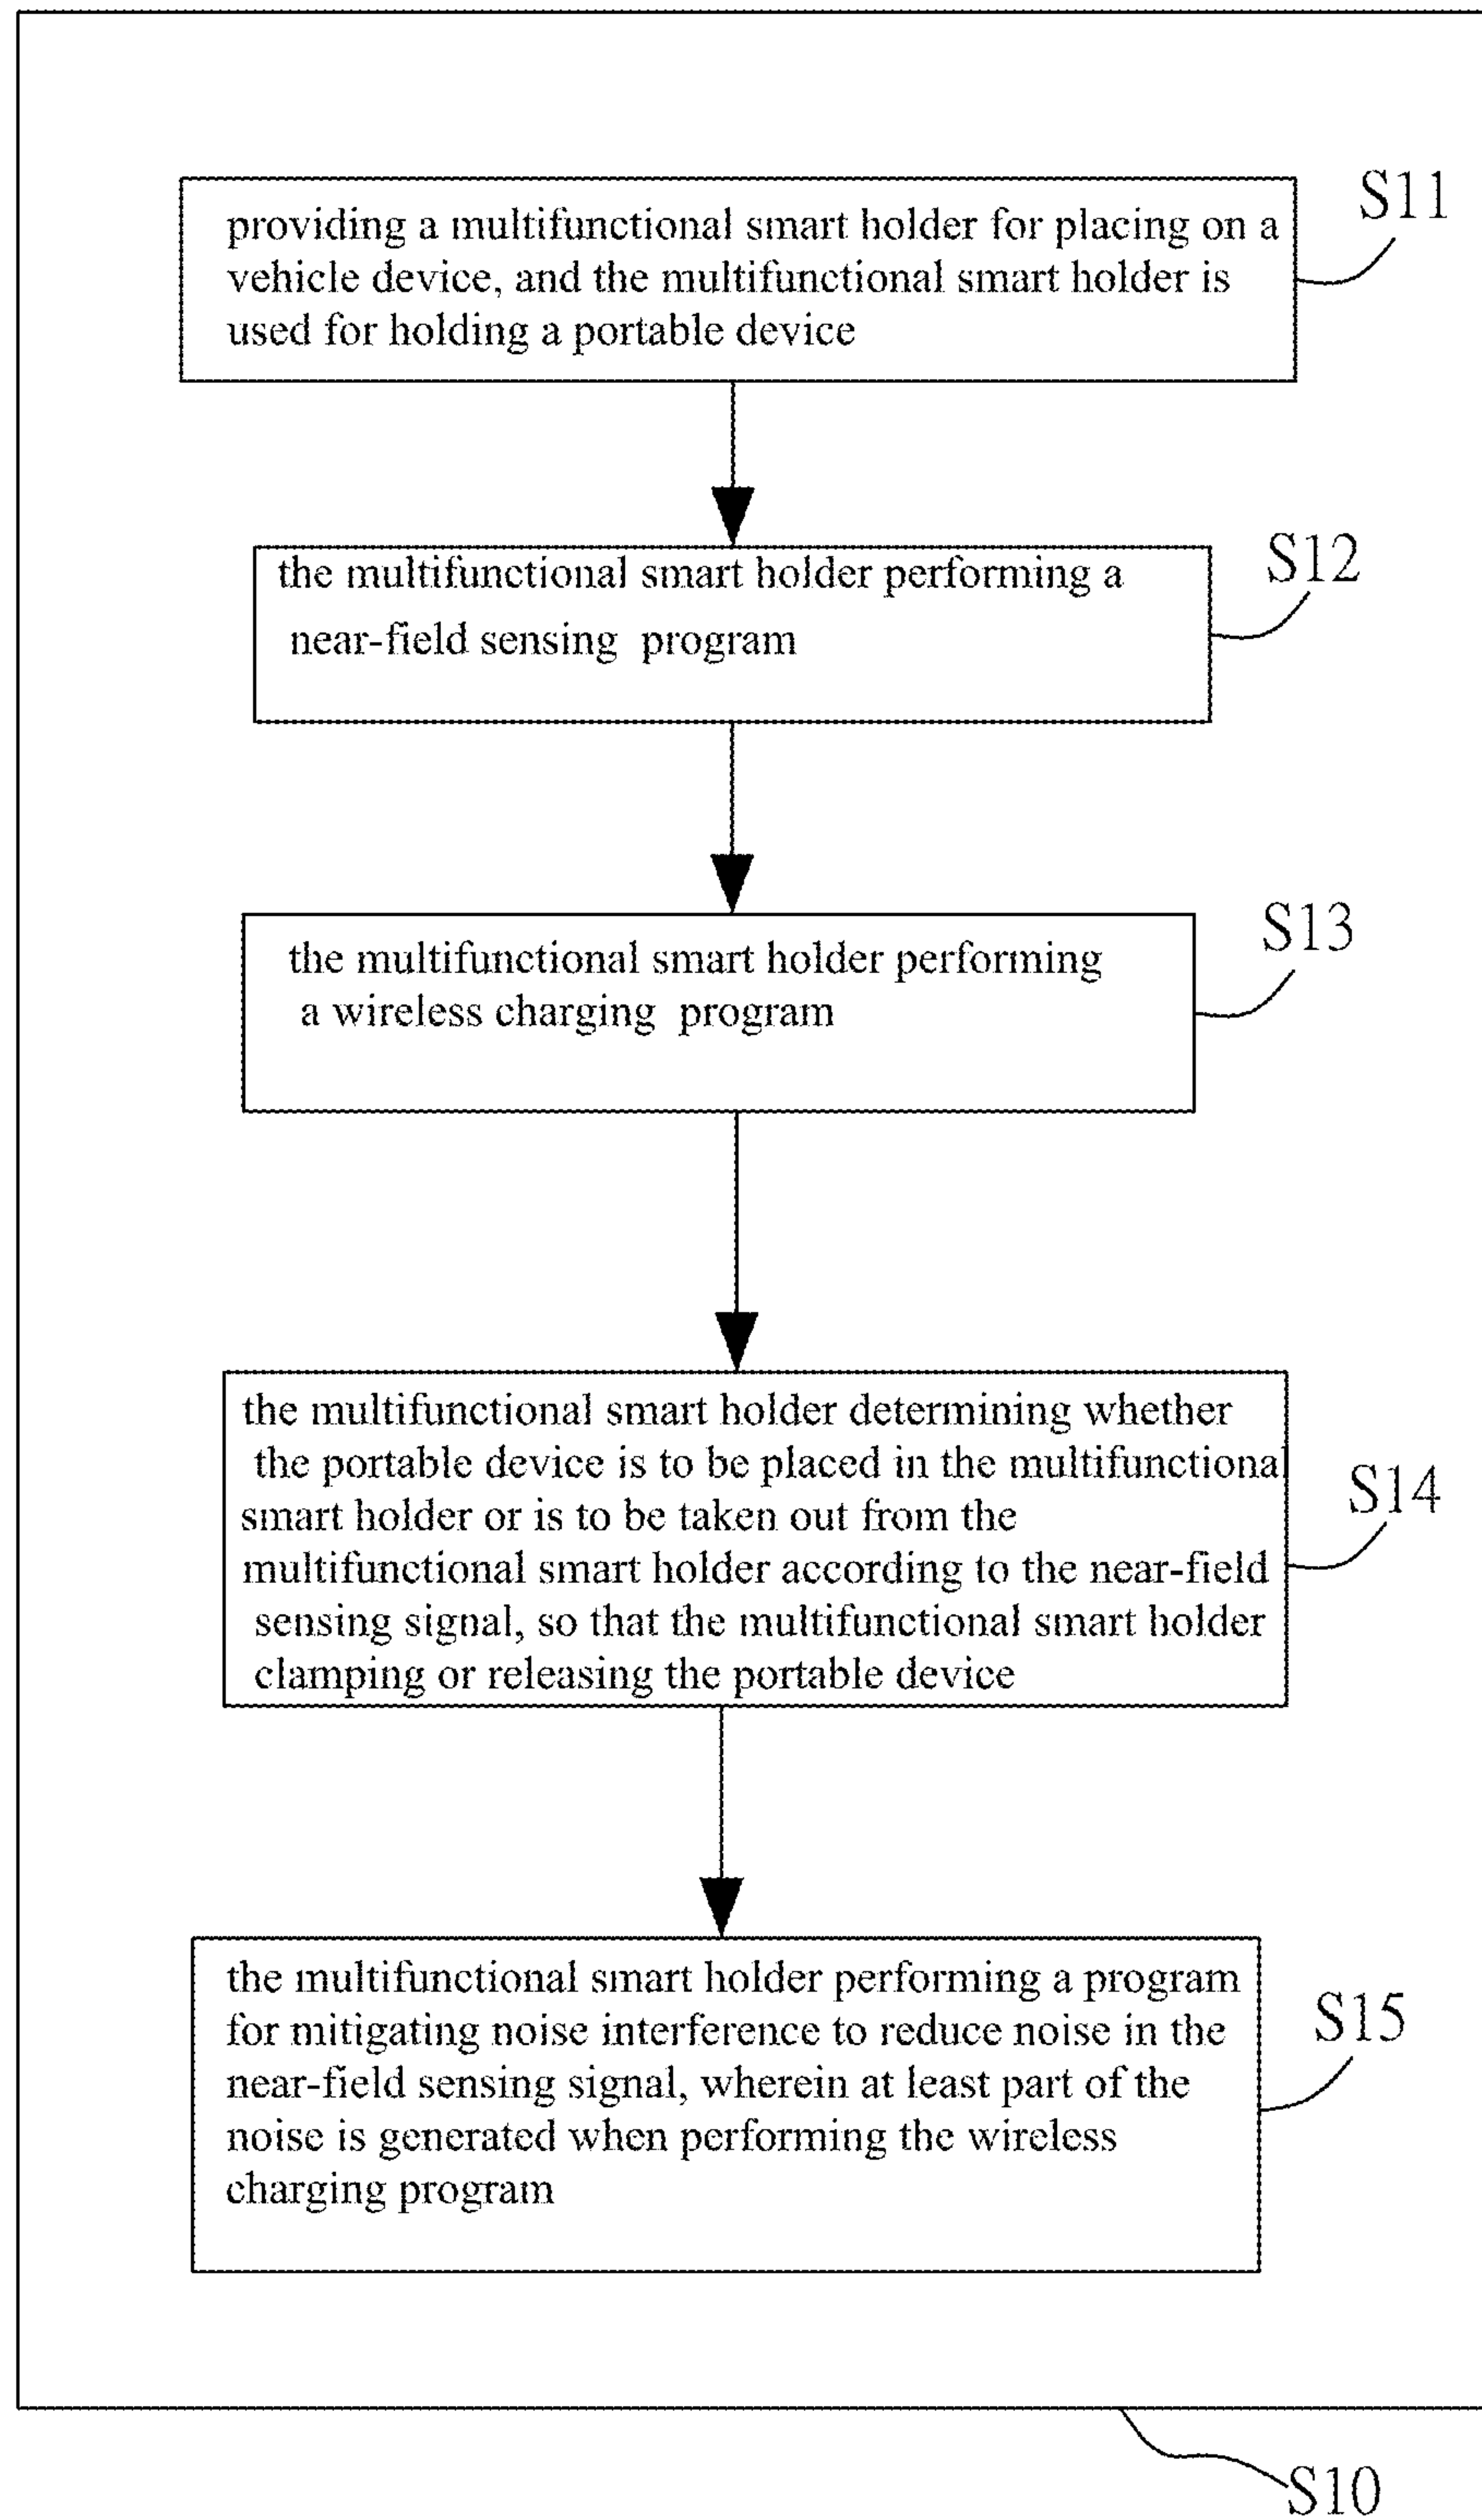 S11
providing a multifunctional smart holder for placing on a
vehicle device, and the multifunctional smart holder is
used for holding a portable device
S12
the multifunctional smart holder performing a
near-field sensing program
S13
the multifunctional smart holder performing
a wireless charging program
the multifunctional smart holder determining whether
the portable device is to be placed in the multifunctional
smart holder or is to be taken out from the
multifunctional smart holder according to the near-field
sensing signal, so that the multifunctional smart holder
clamping or releasing the portable device
S14
the multifunctional smart holder performing a program
for mitigating noise interference to reduce noise in the
near-field sensing signal, wherein at least part of the
noise is generated when performing the wireless
charging program
S15
S10